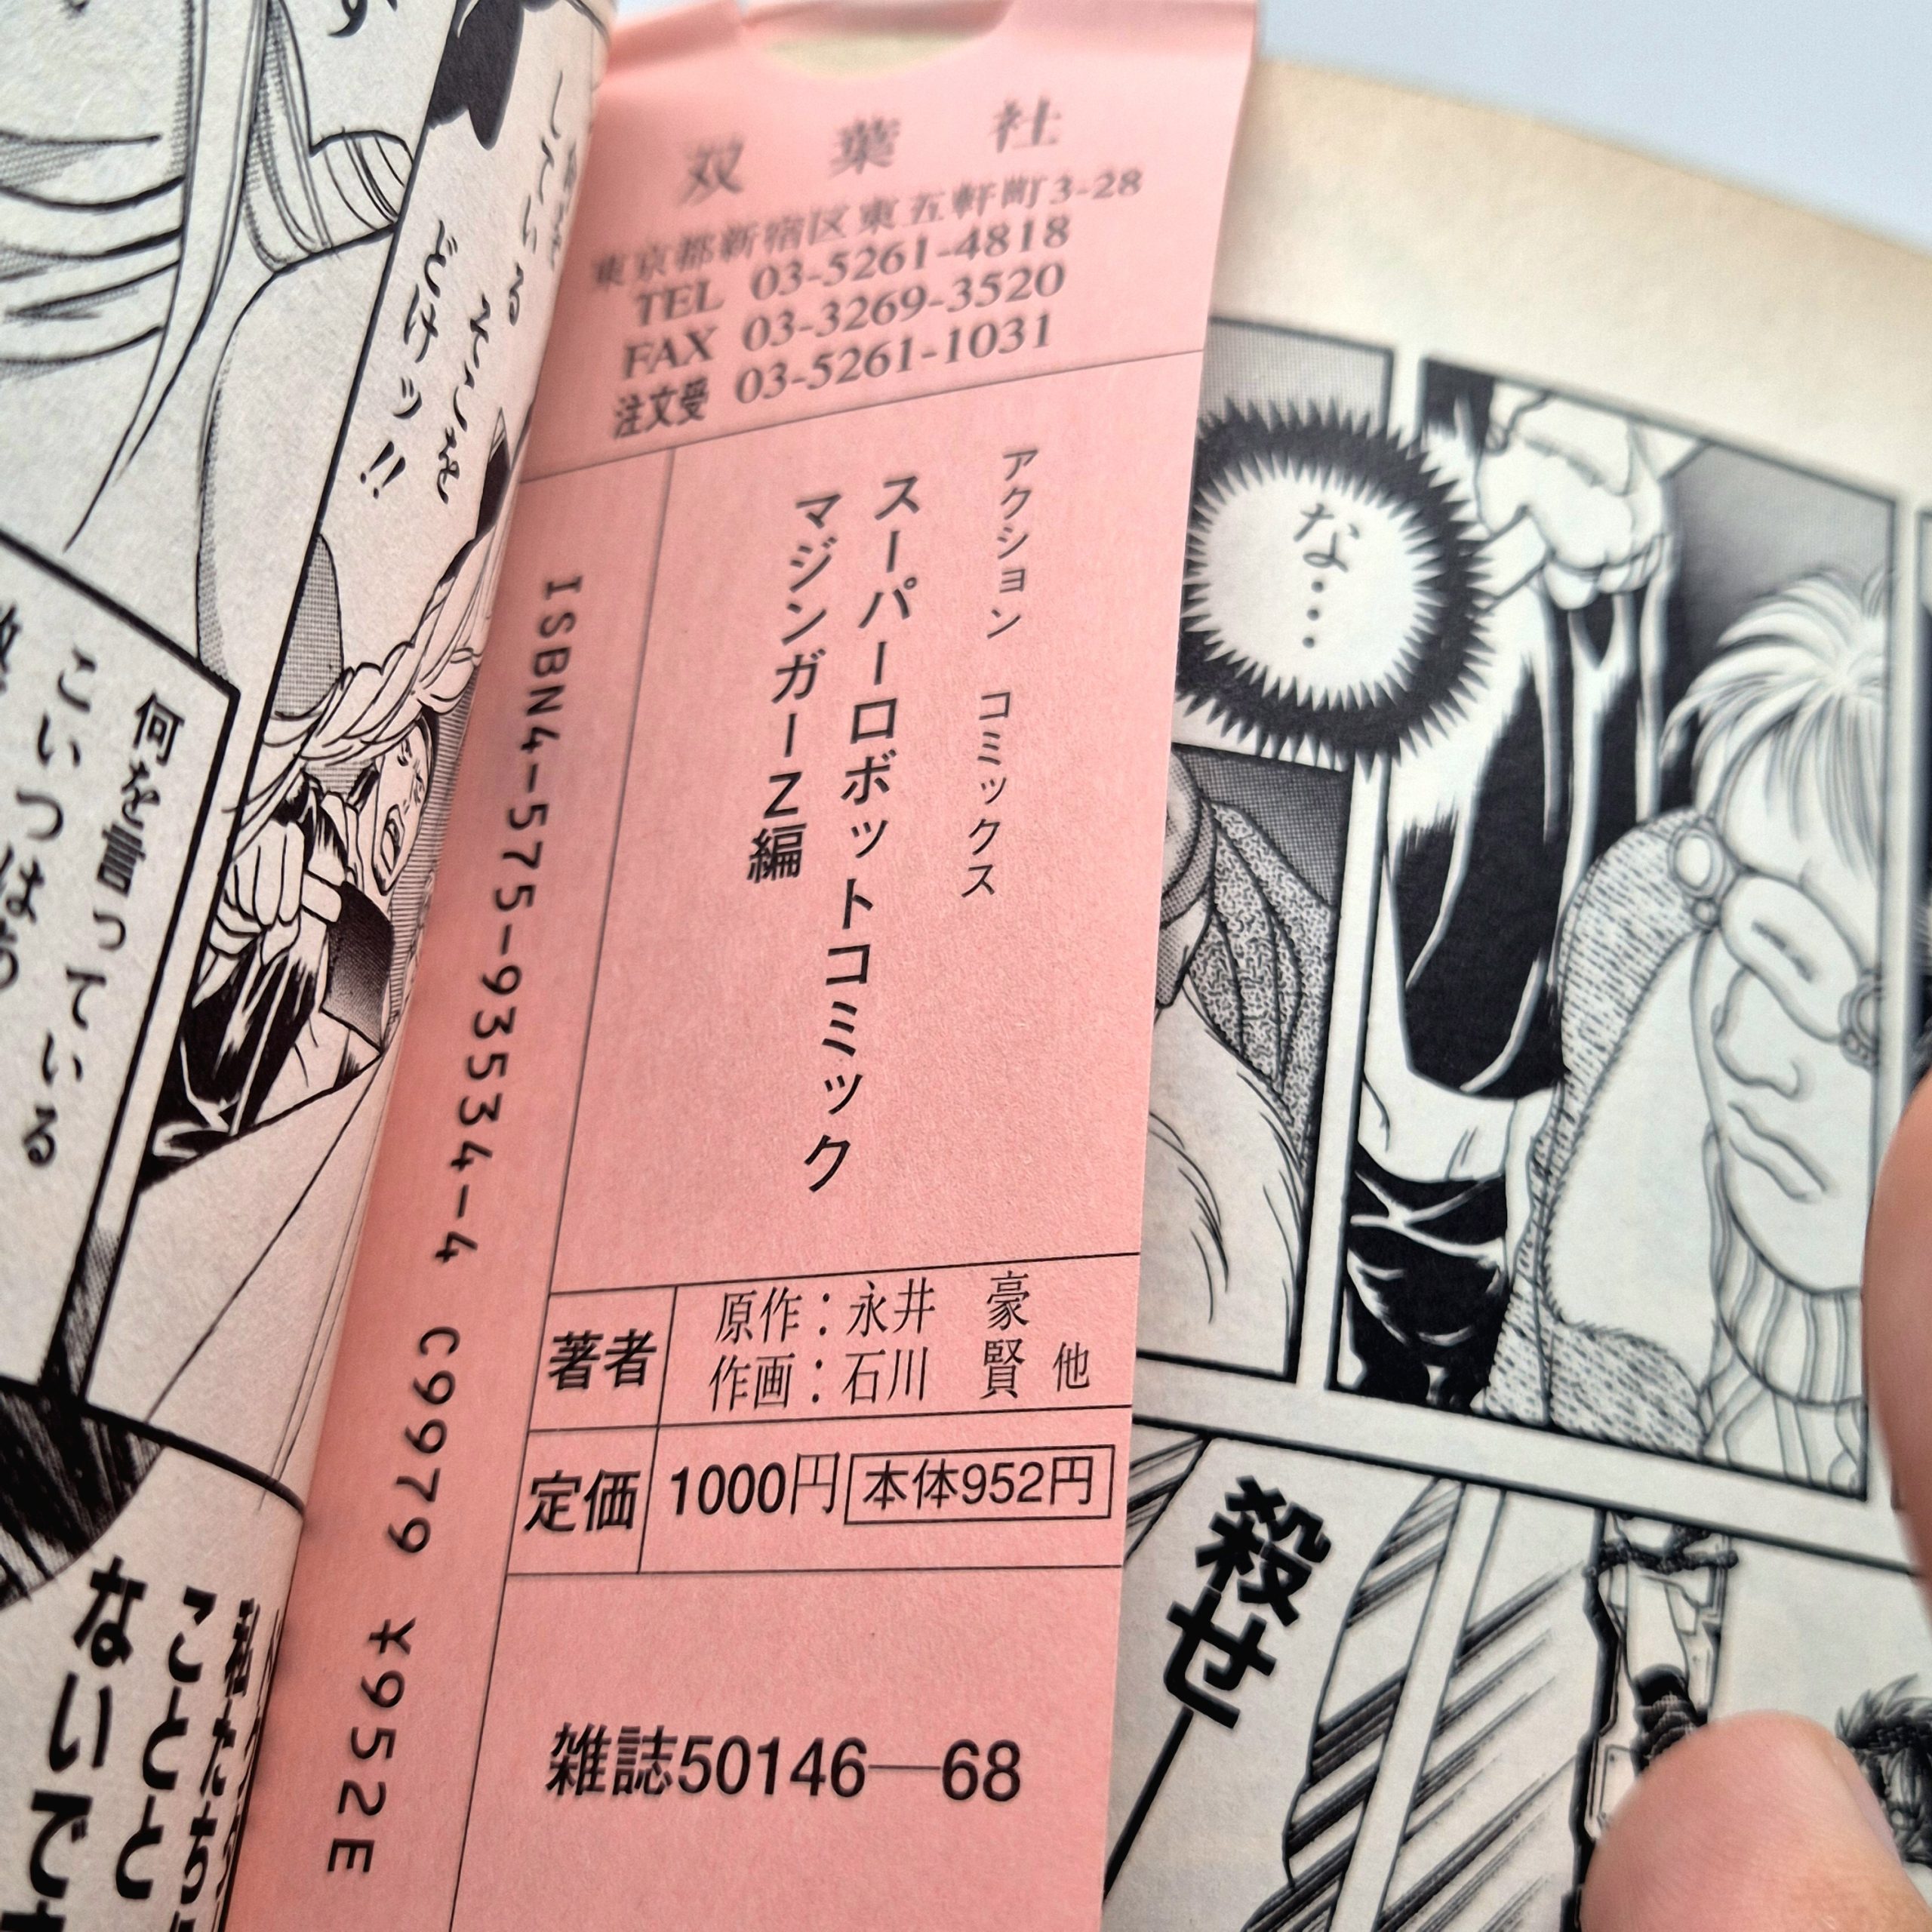 双葉社
東京都新宿区東五軒町3-28
TEL 03-5261-4818
FAX 03-3269-3520
注文受 03-5261-1031
アクション コミックス
スーパーロボットコミック
マジンガーZ編
ISBN4-575-93534-4 C9979 ¥952E
著者
原作：永井 豪
作画：石川 賢 他
定価
1000円 本体952円
雑誌50146—68
な…
殺せ
している
そこを
どけッ!!
何を言っている
こいつは
私たち
ことと
ないで